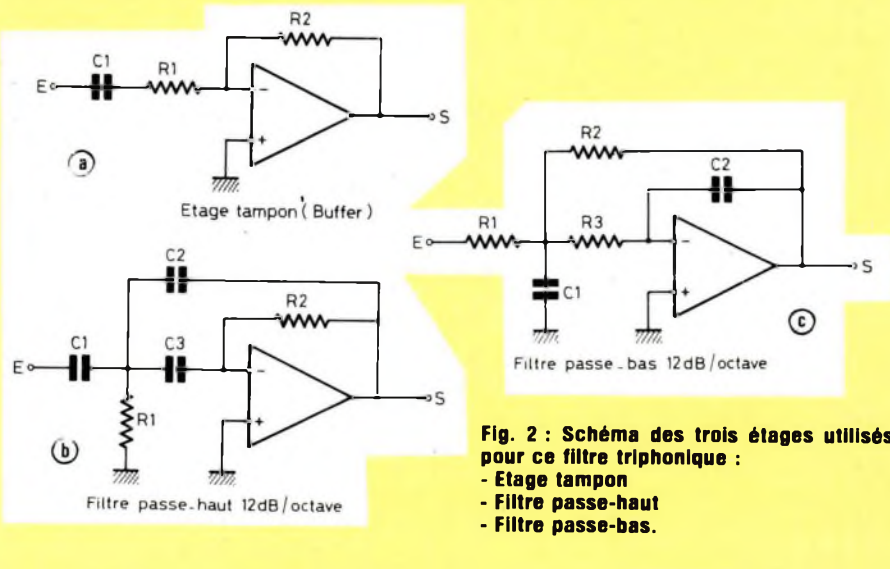 R2
C1
R1
E
−
+
S
a
Etage tampon (Buffer)
C2
R2
C1
C3
E
−
+
R1
S
b
Filtre passe-haut 12dB/octave
R2
C2
R1
R3
E
−
+
C1
S
c
Filtre passe-bas 12dB/octave
Fig. 2 : Schéma des trois étages utilisés
pour ce filtre triphonique :
- Etage tampon
- Filtre passe-haut
- Filtre passe-bas.